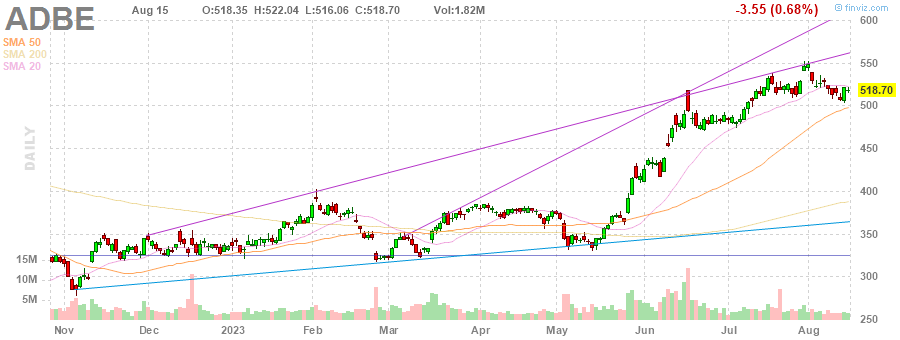 ADBE
Aug 15
O:518.35 H:522.04 L:516.06 C:518.70 Vol:1.82M
-3.55 (0.68%)
© finviz.com
SMA 50
SMA 200
SMA 20
DAILY
600
550
518.70
500
450
400
350
300
250
15M
10M
5M
Nov Dec 2023 Feb Mar Apr May Jun Jul Aug